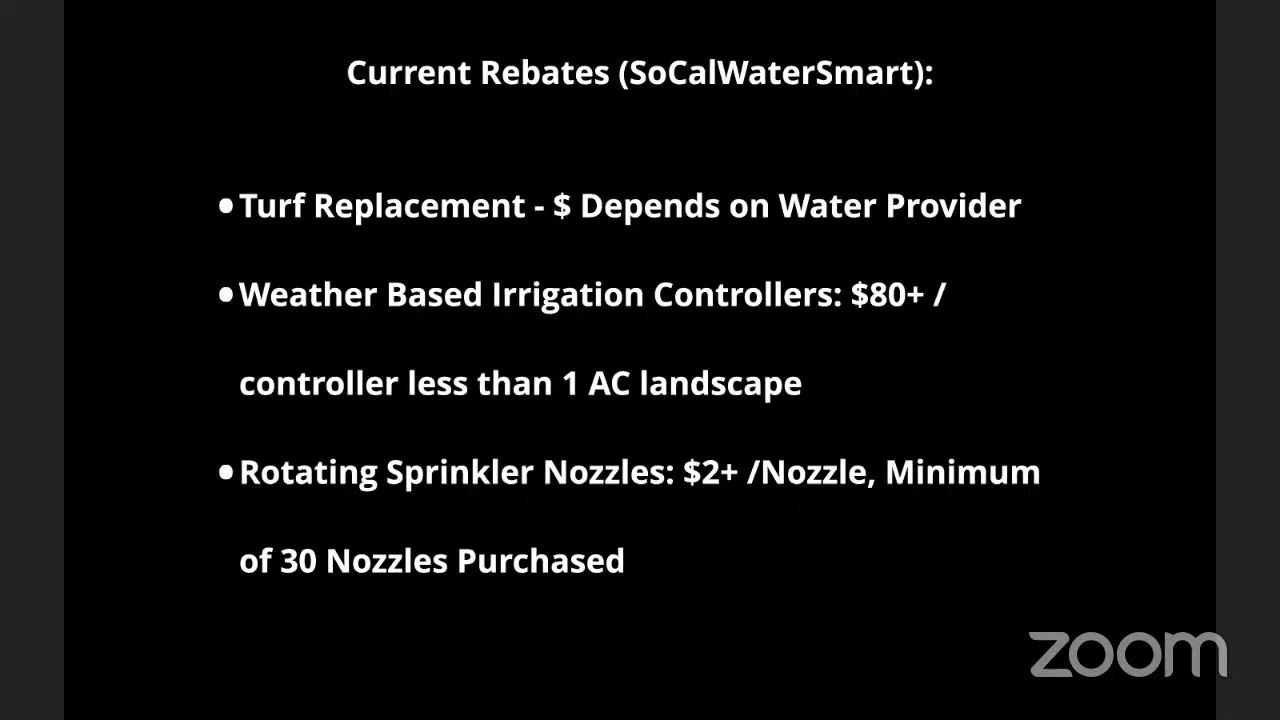 Current Rebates (SoCalWaterSmart):
•Turf Replacement - $ Depends on Water Provider
•Weather Based Irrigation Controllers: $80+ /
controller less than 1 AC landscape
•Rotating Sprinkler Nozzles: $2+ /Nozzle, Minimum
of 30 Nozzles Purchased
zoom